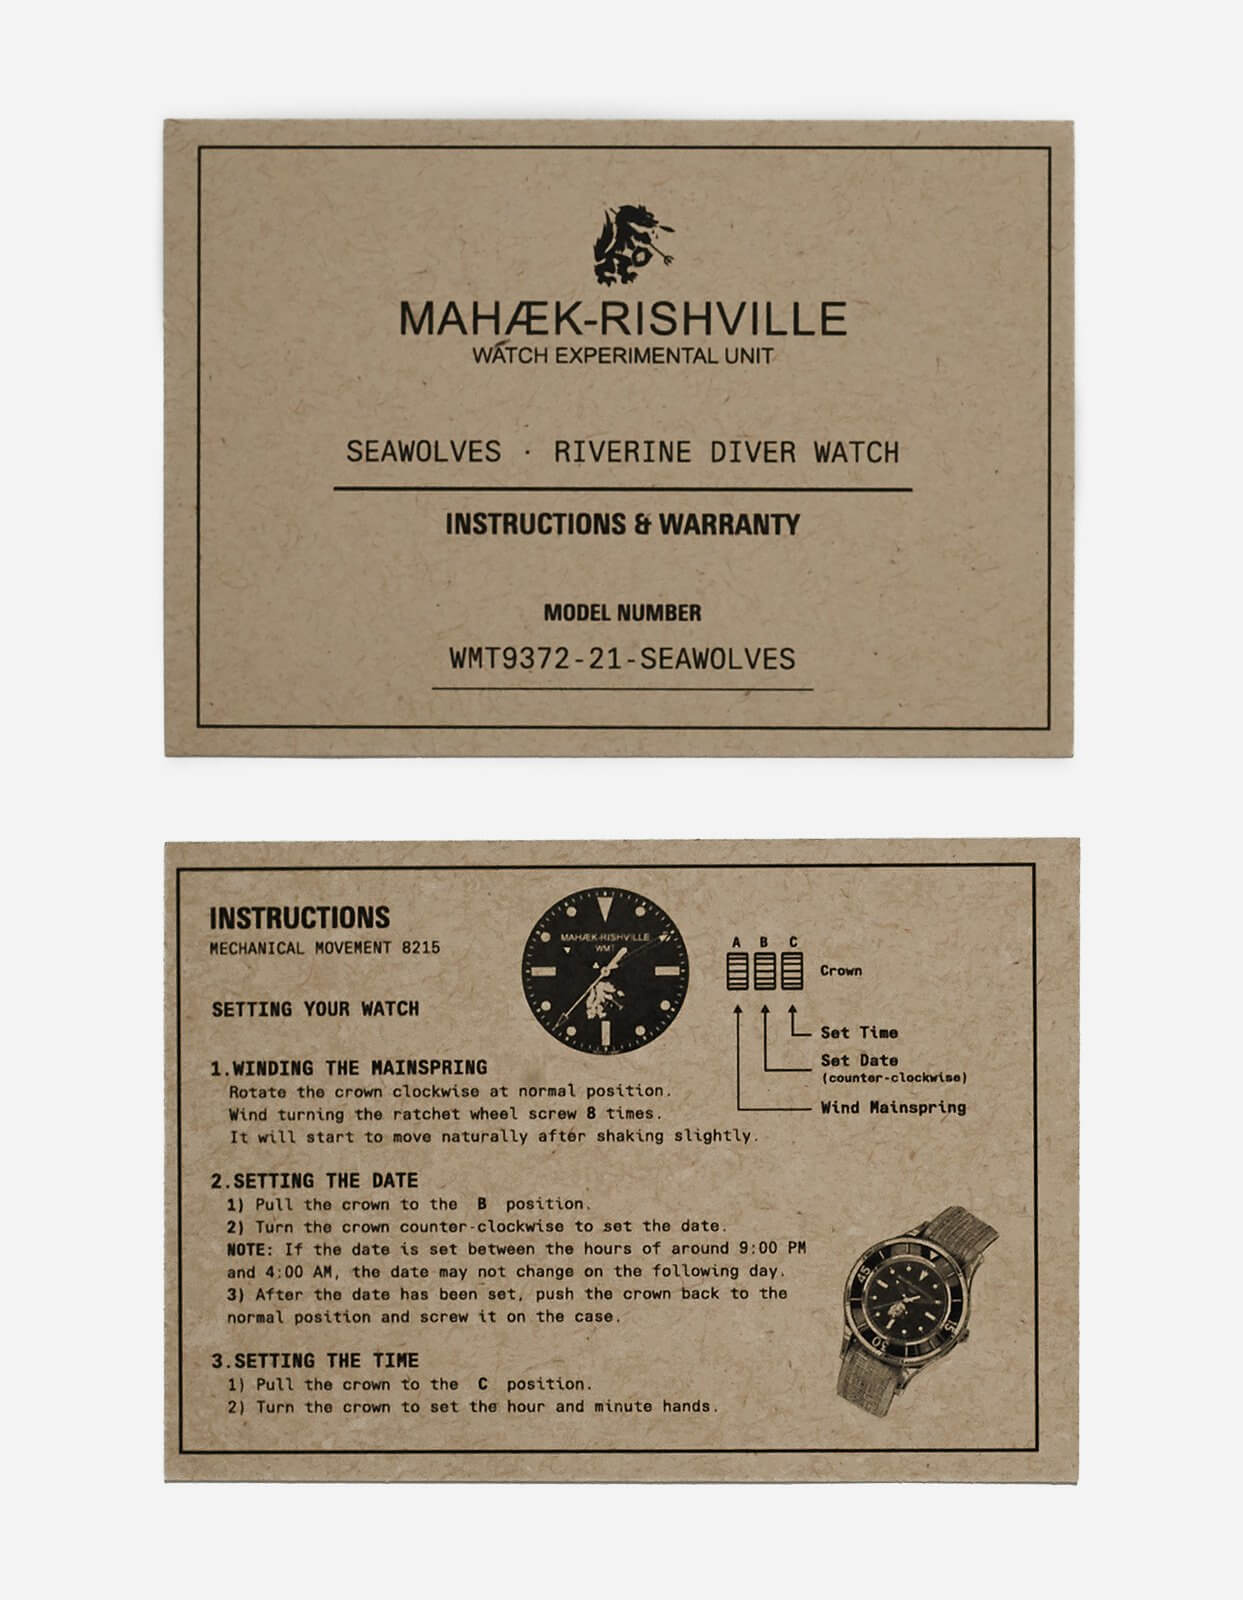 MAHÆK-RISHVILLE
WATCH EXPERIMENTAL UNIT
SEAWOLVES · RIVERINE DIVER WATCH
INSTRUCTIONS & WARRANTY
MODEL NUMBER
WMT9372-21-SEAWOLVES
INSTRUCTIONS
MECHANICAL MOVEMENT 8215
MAHÆK-RISHVILLE
WMT
A B C
Crown
Set Time
Set Date
(counter-clockwise)
Wind Mainspring
SETTING YOUR WATCH
1.WINDING THE MAINSPRING
Rotate the crown clockwise at normal position.
Wind turning the ratchet wheel screw 8 times.
It will start to move naturally after shaking slightly.
2.SETTING THE DATE
1) Pull the crown to the B position.
2) Turn the crown counter-clockwise to set the date.
NOTE: If the date is set between the hours of around 9:00 PM
and 4:00 AM, the date may not change on the following day.
3) After the date has been set, push the crown back to the
normal position and screw it on the case.
3.SETTING THE TIME
1) Pull the crown to the C position.
2) Turn the crown to set the hour and minute hands.
45
15
30